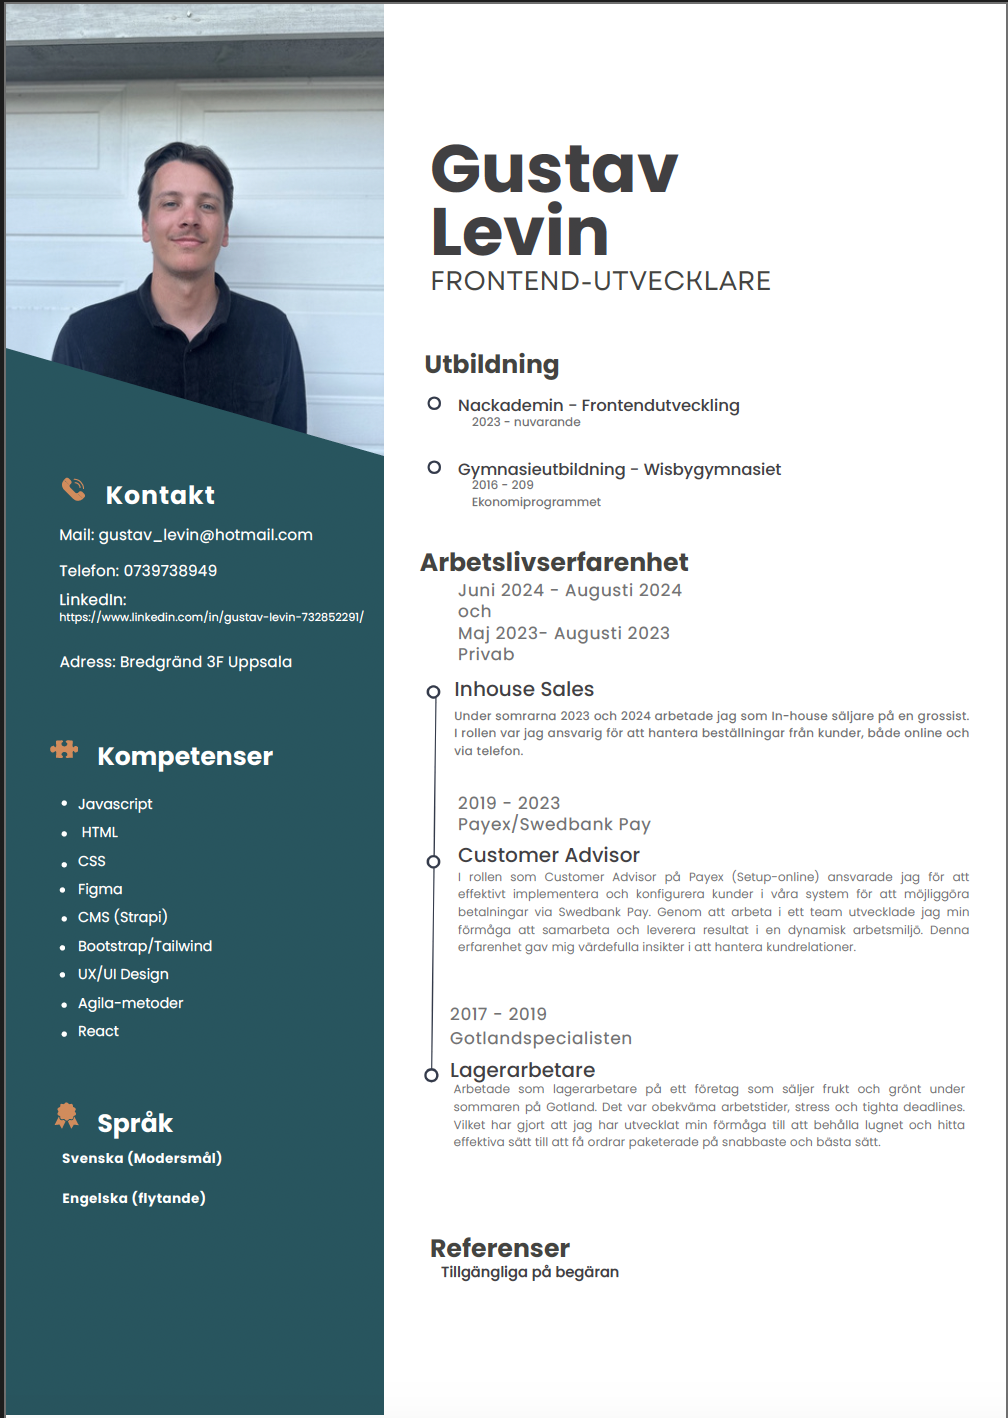 Gustav
Levin
FRONTEND-UTVECKLARE
Kontakt
Mail: gustav_levin@hotmail.com
Telefon: 0739738949
LinkedIn:
https://www.linkedin.com/in/gustav-levin-732852291/
Adress: Bredgränd 3F Uppsala
Kompetenser
Javascript
HTML
CSS
Figma
CMS (Strapi)
Bootstrap/Tailwind
UX/UI Design
Agila-metoder
React
Språk
Svenska (Modersmål)
Engelska (flytande)
Utbildning
Nackademin - Frontendutveckling
2023 - nuvarande
Gymnasieutbildning - Wisbygymnasiet
2016 - 209
Ekonomiprogrammet
Arbetslivserfarenhet
Juni 2024 - Augusti 2024
och
Maj 2023- Augusti 2023
Privab
Inhouse Sales
Under somrarna 2023 och 2024 arbetade jag som In-house säljare på en grossist.
I rollen var jag ansvarig för att hantera beställningar från kunder, både online och
via telefon.
2019 - 2023
Payex/Swedbank Pay
Customer Advisor
I rollen som Customer Advisor på Payex (Setup-online) ansvarade jag för att
effektivt implementera och konfigurera kunder i våra system för att möjliggöra
betalningar via Swedbank Pay. Genom att arbeta i ett team utvecklade jag min
förmåga att samarbeta och leverera resultat i en dynamisk arbetsmiljö. Denna
erfarenhet gav mig värdefulla insikter i att hantera kundrelationer.
2017 - 2019
Gotlandspecialisten
Lagerarbetare
Arbetade som lagerarbetare på ett företag som säljer frukt och grönt under
sommaren på Gotland. Det var obekväma arbetstider, stress och tighta deadlines.
Vilket har gjort att jag har utvecklat min förmåga till att behålla lugnet och hitta
effektiva sätt till att få ordrar paketerade på snabbaste och bästa sätt.
Referenser
Tillgängliga på begäran